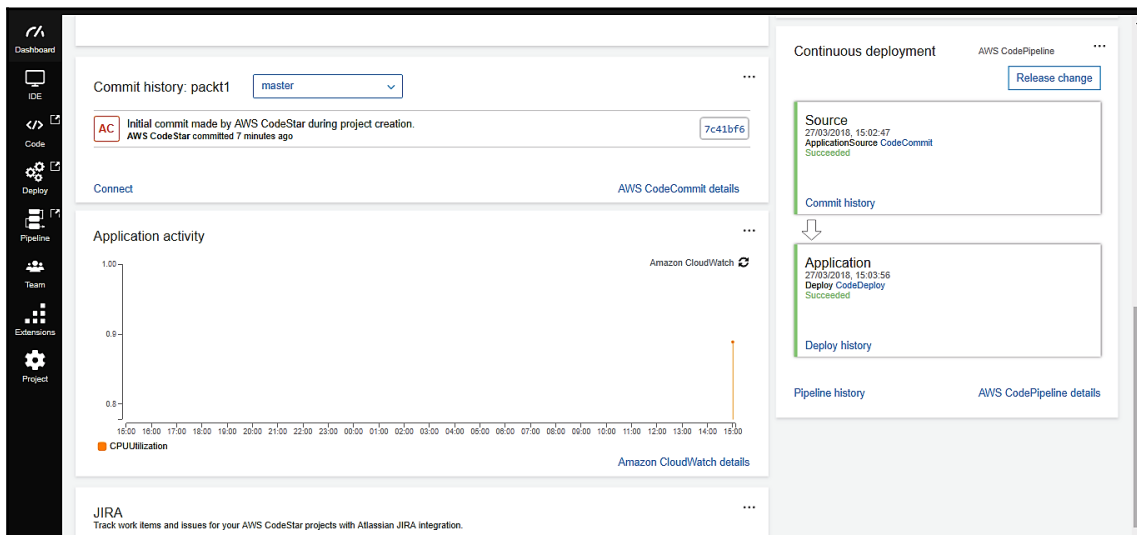 Dashboard
IDE
Code
Deploy
Pipeline
Team
Extensions
Project
Commit history: packt1
master
AC
Initial commit made by AWS CodeStar during project creation.
AWS CodeStar committed 7 minutes ago
7c41bf6
Connect
AWS CodeCommit details
Application activity
Amazon CloudWatch
1.00
0.9
0.8
15:00 16:00 17:00 18:00 19:00 20:00 21:00 22:00 23:00 00:00 01:00 02:00 03:00 04:00 05:00 06:00 07:00 08:00 09:00 10:00 11:00 12:00 13:00 14:00 15:00
CPUUtilization
Amazon CloudWatch details
JIRA
Track work items and issues for your AWS CodeStar projects with Atlassian JIRA integration.
Continuous deployment
AWS CodePipeline
Release change
Source
27/03/2018, 15:02:47
ApplicationSource CodeCommit
Succeeded
Commit history
Application
27/03/2018, 15:03:56
Deploy CodeDeploy
Succeeded
Deploy history
Pipeline history
AWS CodePipeline details